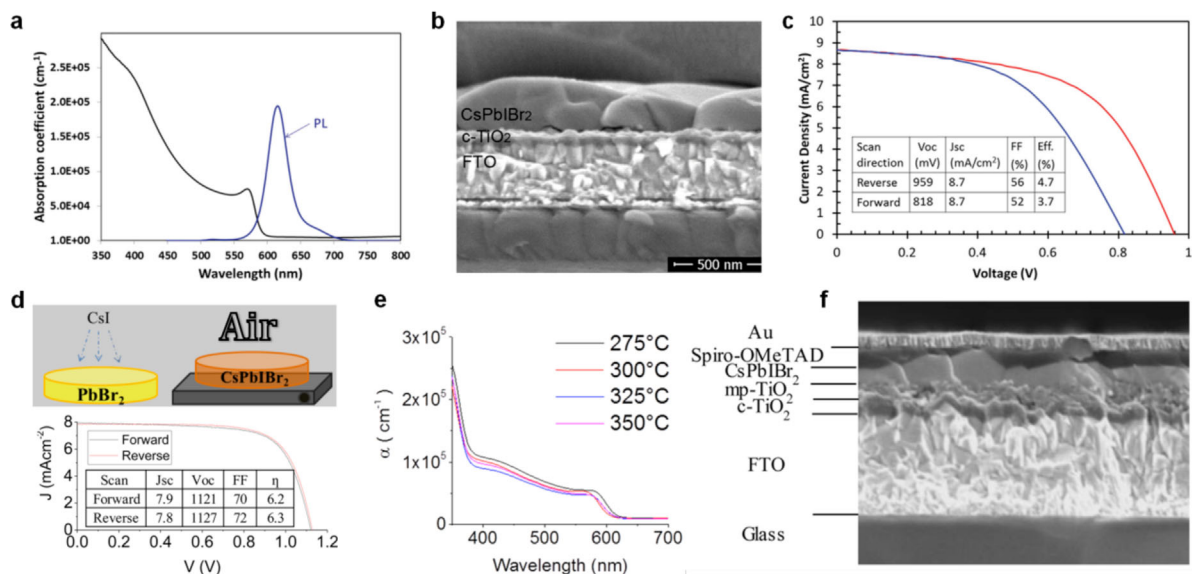 a
Absorption coefficient (cm⁻¹)
2.5E+05
2.0E+05
1.5E+05
1.0E+05
5.0E+04
1.0E+00
PL
350 400 450 500 550 600 650 700 750 800
Wavelength (nm)
b
CsPbIBr₂
c-TiO₂
FTO
500 nm
c
Current Density (mA/cm²)
10
9
8
7
6
5
4
3
2
1
0
Scan direction Voc (mV) Jsc (mA/cm²) FF (%) Eff. (%)
Reverse 959 8.7 56 4.7
Forward 818 8.7 52 3.7
0 0.2 0.4 0.6 0.8 1
Voltage (V)
d
CsI
PbBr₂
Air
CsPbIBr₂
J (mAcm⁻²)
8
6
4
2
0
Forward
Reverse
Scan Jsc Voc FF η
Forward 7.9 1121 70 6.2
Reverse 7.8 1127 72 6.3
0.0 0.2 0.4 0.6 0.8 1.0 1.2
V (V)
e
α ( cm⁻¹)
3x10⁵
2x10⁵
1x10⁵
0
275°C
300°C
325°C
350°C
400 500 600 700
Wavelength (nm)
f
Au
Spiro-OMeTAD
CsPbIBr₂
mp-TiO₂
c-TiO₂
FTO
Glass